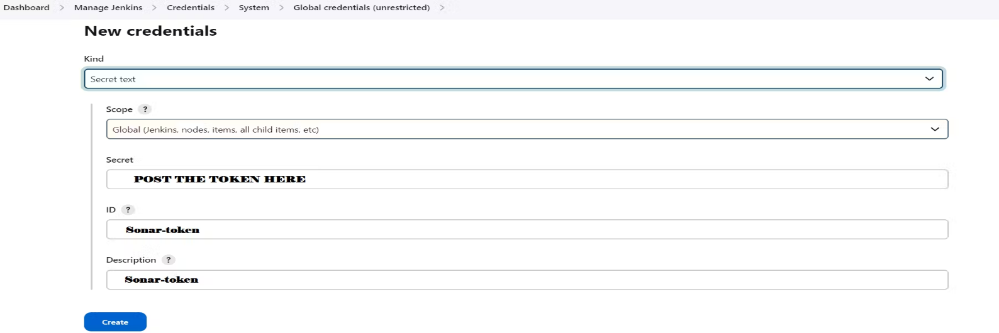 Dashboard > Manage Jenkins > Credentials > System > Global credentials (unrestricted) >
New credentials
Kind
Secret text
Scope ?
Global (Jenkins, nodes, items, all child items, etc)
Secret
POST THE TOKEN HERE
ID ?
Sonar-token
Description ?
Sonar-token
Create